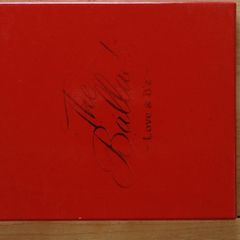 The
Ballads
~Love & B'z~